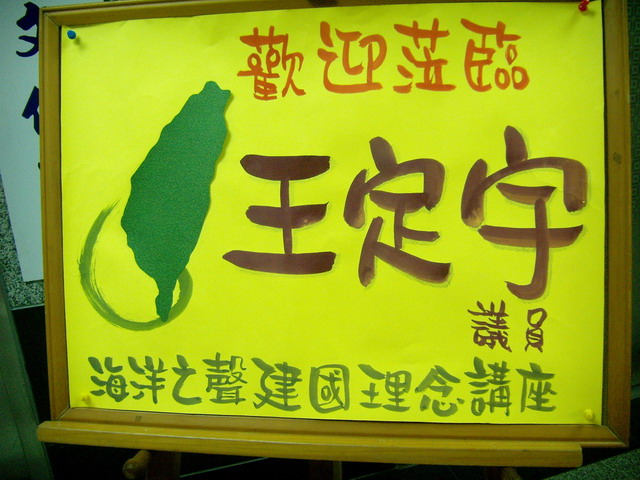 歡迎蒞臨
王定宇
議員
海洋之聲建國理念講座